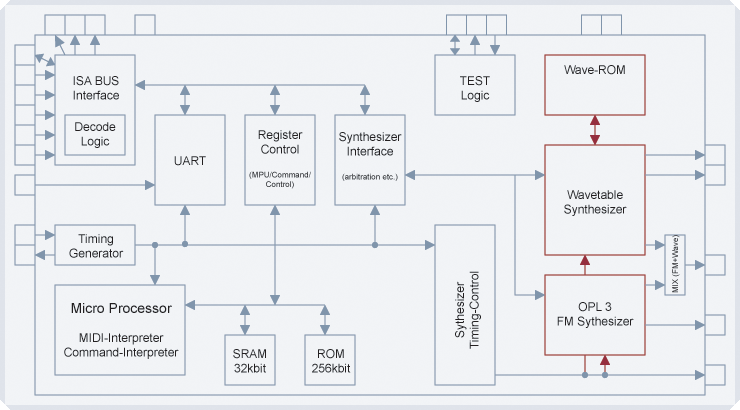 ISA BUS
Interface
Decode
Logic
TEST
Logic
Wave-ROM
UART
Register
Control
(MPU/Command/
Control)
Synthesizer
Interface
(arbitration etc.)
Wavetable
Synthesizer
Timing
Generator
MIX (FM+Wave)
Sythesizer
Timing-Control
Micro Processor
MIDI-Interpreter
Command-Interpreter
OPL 3
FM Sythesizer
SRAM
32kbit
ROM
256kbit